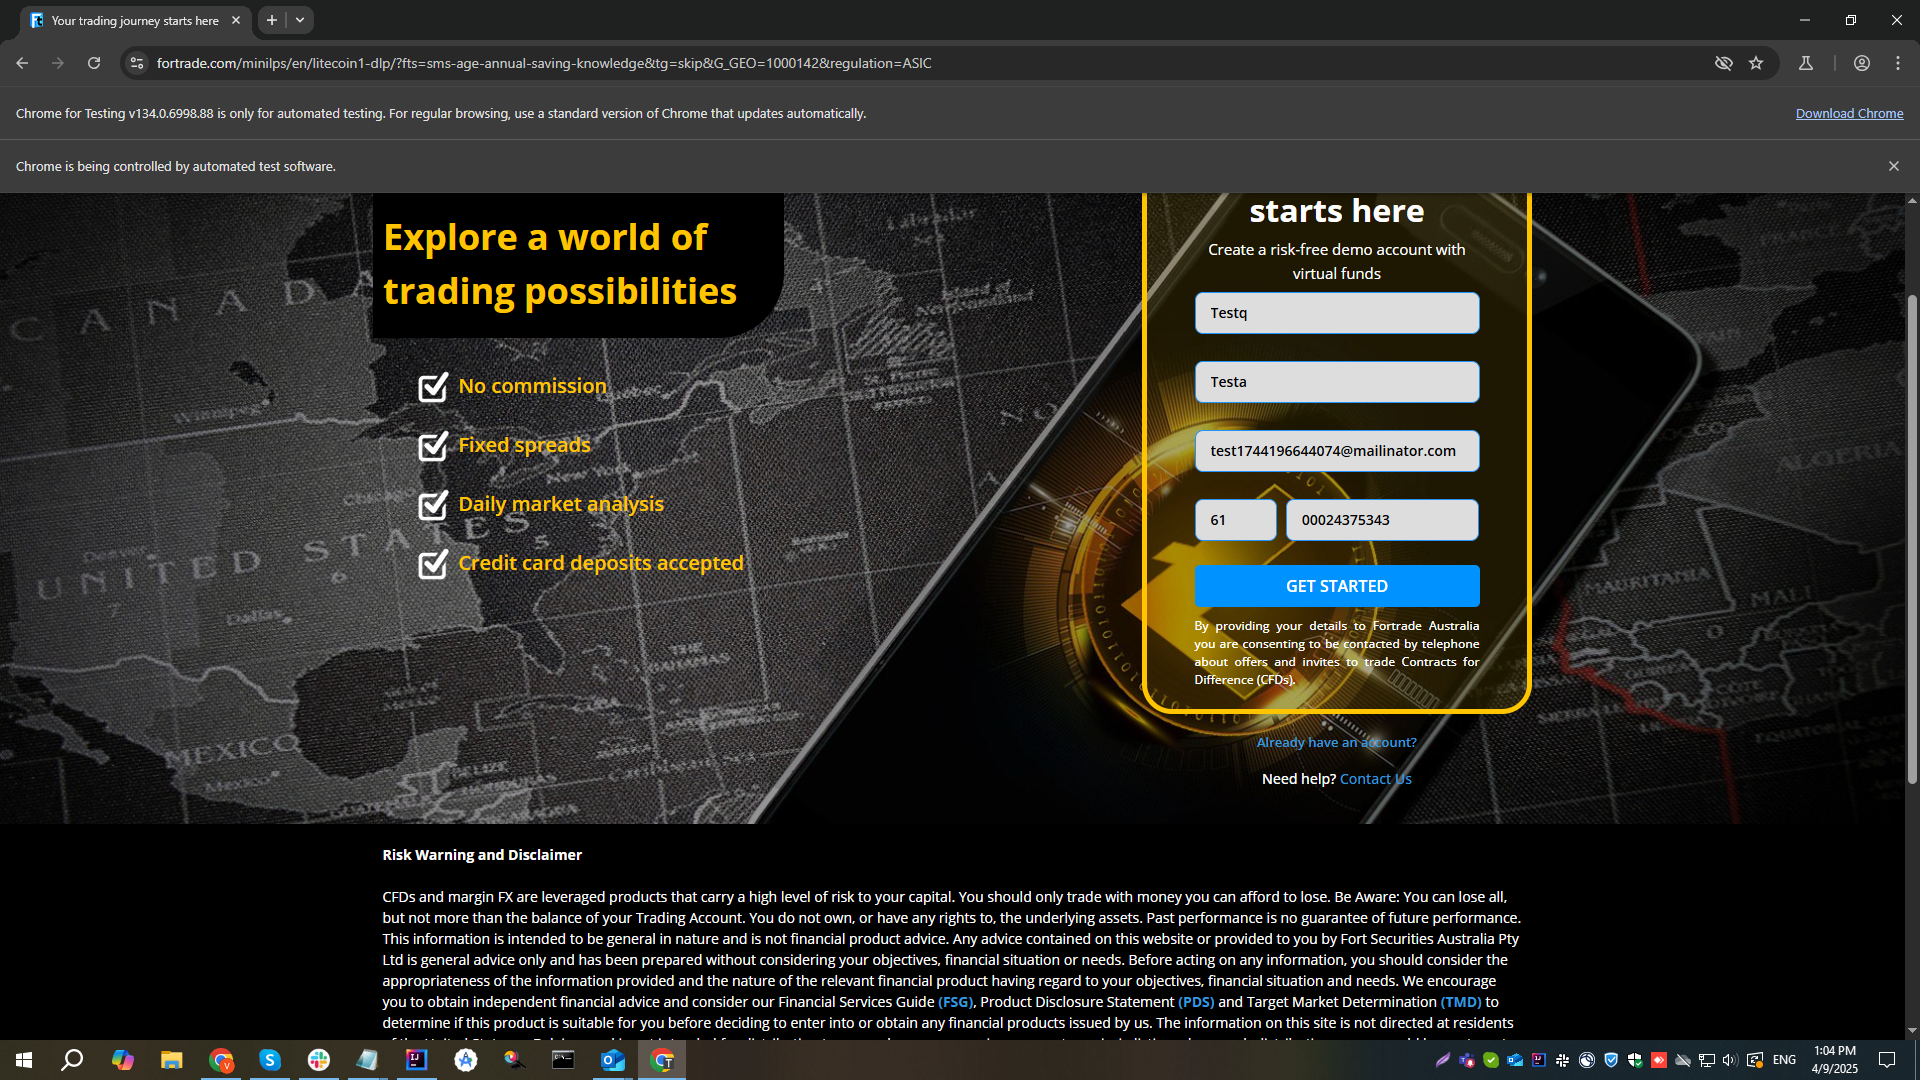 Your trading journey starts here
fortrade.com/minilps/en/litecoin1-dlp/?fts=sms-age-annual-saving-knowledge&tg=skip&G_GEO=1000142&regulation=ASIC
Chrome for Testing v134.0.6998.88 is only for automated testing. For regular browsing, use a standard version of Chrome that updates automatically.
Download Chrome
Chrome is being controlled by automated test software.
Explore a world of
trading possibilities
No commission
Fixed spreads
Daily market analysis
Credit card deposits accepted
starts here
Create a risk-free demo account with
virtual funds
Testq
Testa
test1744196644074@mailinator.com
61
00024375343
GET STARTED
By providing your details to Fortrade Australia
you are consenting to be contacted by telephone
about offers and invites to trade Contracts for
Difference (CFDs).
Already have an account?
Need help? Contact Us
CANADA
UNITED STATES
MEXICO
Dallas
Denver
Winnipeg
New York
MAURITANIA
MALI
ALGERIA
Risk Warning and Disclaimer
CFDs and margin FX are leveraged products that carry a high level of risk to your capital. You should only trade with money you can afford to lose. Be Aware: You can lose all,
but not more than the balance of your Trading Account. You do not own, or have any rights to, the underlying assets. Past performance is no guarantee of future performance.
This information is intended to be general in nature and is not financial product advice. Any advice contained on this website or provided to you by Fort Securities Australia Pty
Ltd is general advice only and has been prepared without considering your objectives, financial situation or needs. Before acting on any information, you should consider the
appropriateness of the information provided and the nature of the relevant financial product having regard to your objectives, financial situation and needs. We encourage
you to obtain independent financial advice and consider our Financial Services Guide (FSG), Product Disclosure Statement (PDS) and Target Market Determination (TMD) to
determine if this product is suitable for you before deciding to enter into or obtain any financial products issued by us. The information on this site is not directed at residents
ENG
1:04 PM
4/9/2025